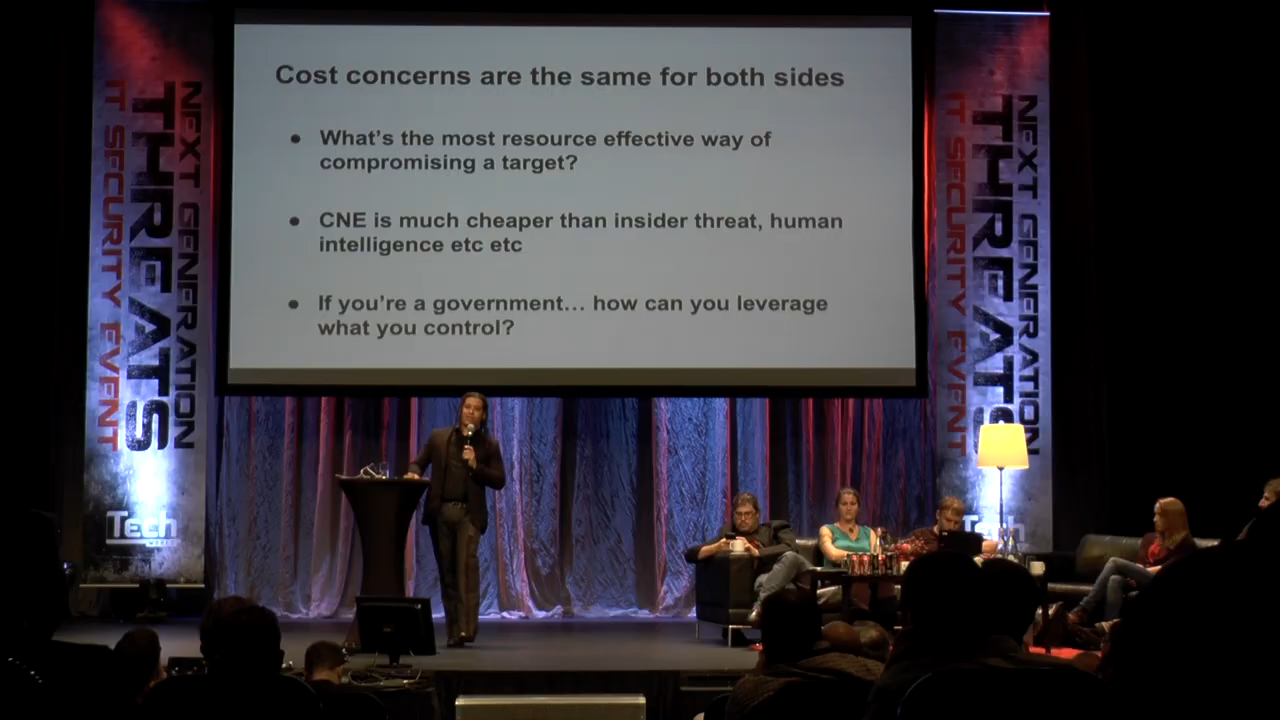 Cost concerns are the same for both sides
● What's the most resource effective way of
compromising a target?
● CNE is much cheaper than insider threat, human
intelligence etc etc
● If you're a government… how can you leverage
what you control?
NEXT GENERATION
THREATS
IT SECURITY EVENT
Tech
WORLD
NEXT GENERATION
THREATS
IT SECURITY EVENT
Tech